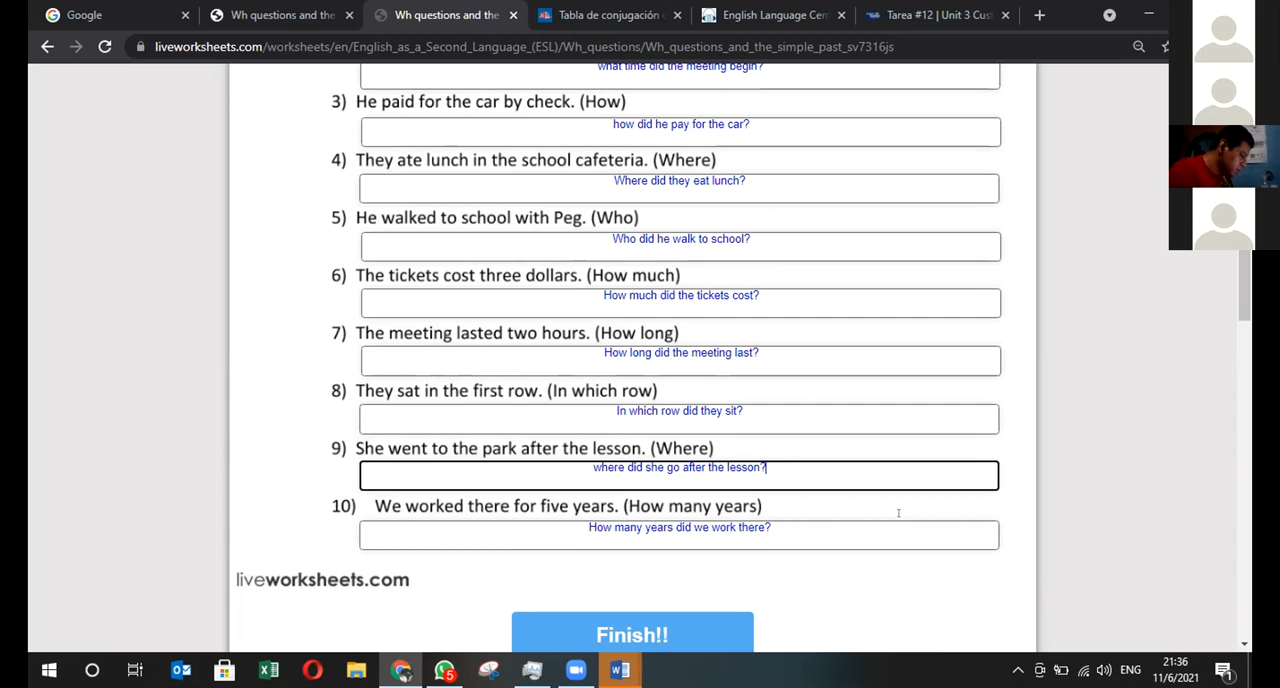 Google
Wh questions and the
Wh questions and the
Tabla de conjugación
English Language Cen
Tarea #12 | Unit 3 Cus
liveworksheets.com/worksheets/en/English_as_a_Second_Language_(ESL)/Wh_questions/Wh_questions_and_the_simple_past_sv7316js
what time did the meeting begin?
3) He paid for the car by check. (How)
how did he pay for the car?
4) They ate lunch in the school cafeteria. (Where)
Where did they eat lunch?
5) He walked to school with Peg. (Who)
Who did he walk to school?
6) The tickets cost three dollars. (How much)
How much did the tickets cost?
7) The meeting lasted two hours. (How long)
How long did the meeting last?
8) They sat in the first row. (In which row)
In which row did they sit?
9) She went to the park after the lesson. (Where)
where did she go after the lesson?
10) We worked there for five years. (How many years)
How many years did we work there?
liveworksheets.com
Finish!!
5
ENG
21:36
11/6/2021
1